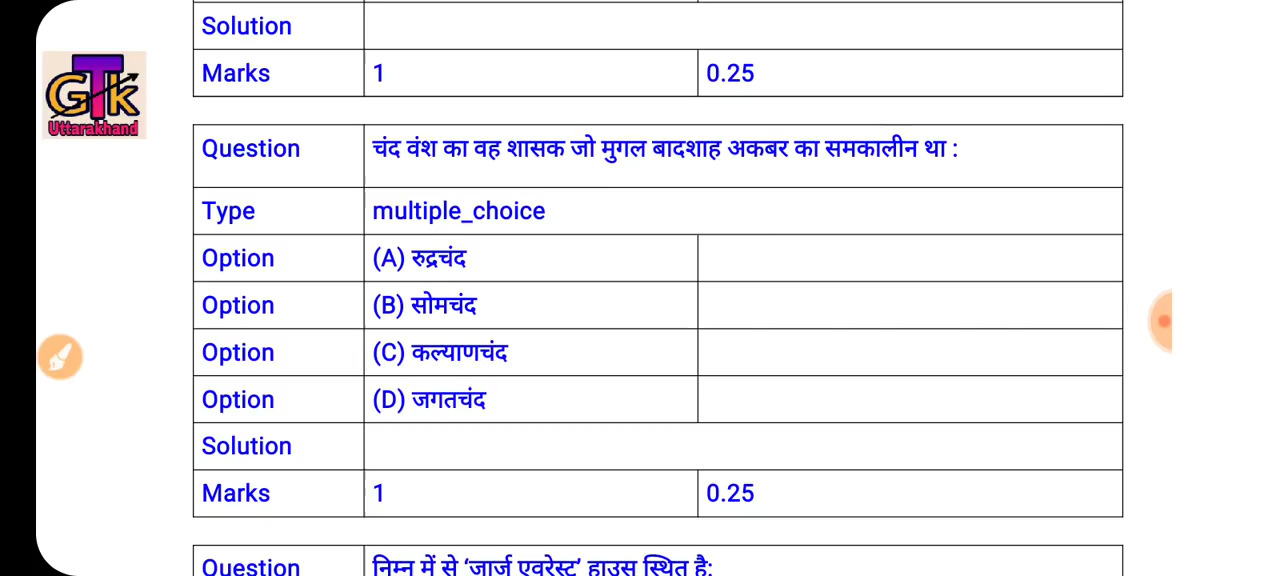 Solution
Marks 1 0.25
GTK
Uttarakhand
Question चंद वंश का वह शासक जो मुगल बादशाह अकबर का समकालीन था :
Type multiple_choice
Option (A) रुद्रचंद
Option (B) सोमचंद
Option (C) कल्याणचंद
Option (D) जगतचंद
Solution
Marks 1 0.25
Question निम्न में से ‘जार्ज एवरेस्ट’ हाउस स्थित है: